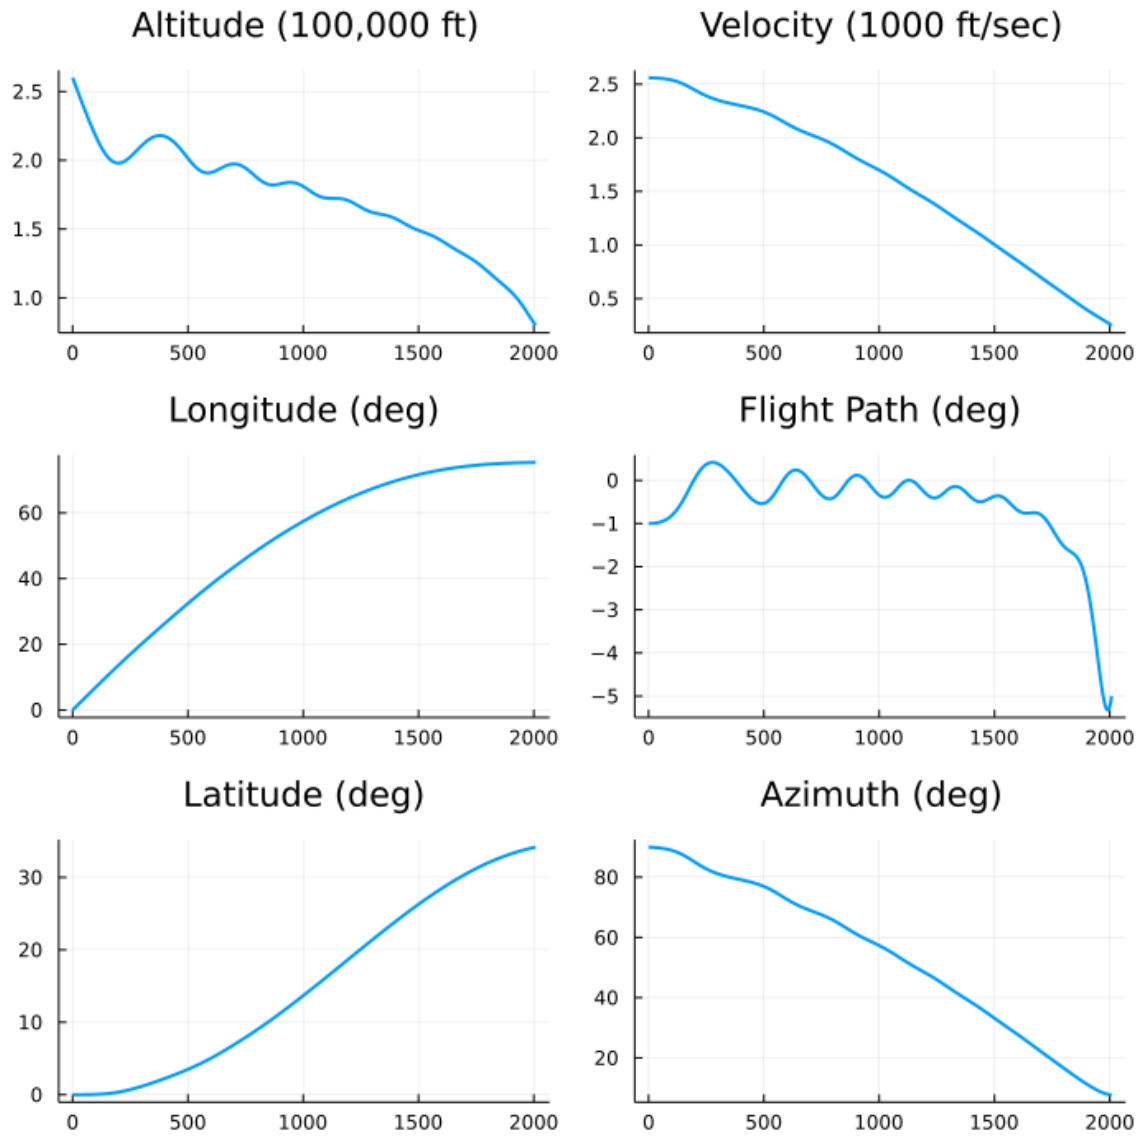 Altitude (100,000 ft)
2.5
2.0
1.5
1.0
0 500 1000 1500 2000
Velocity (1000 ft/sec)
2.5
2.0
1.5
1.0
0.5
0 500 1000 1500 2000
Longitude (deg)
60
40
20
0
0 500 1000 1500 2000
Flight Path (deg)
0
−1
−2
−3
−4
−5
0 500 1000 1500 2000
Latitude (deg)
30
20
10
0
0 500 1000 1500 2000
Azimuth (deg)
80
60
40
20
0 500 1000 1500 2000